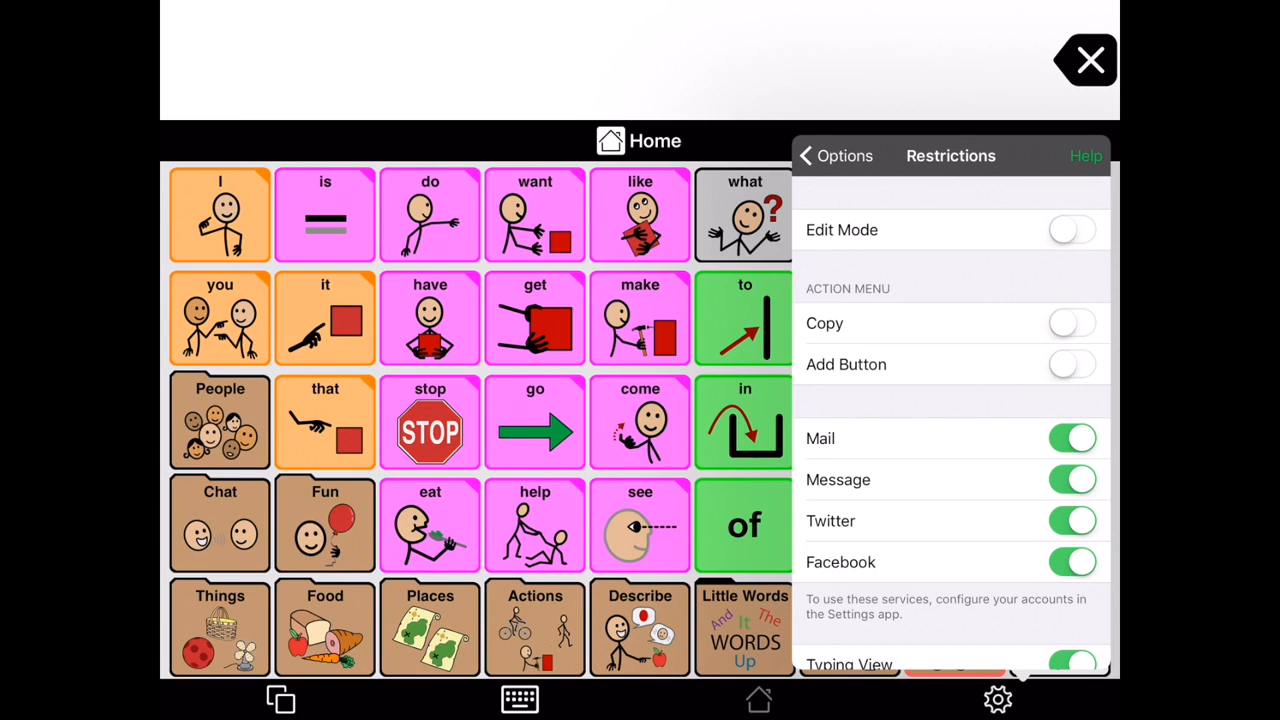 Home
Options
Restrictions
Help
I
is
do
want
like
what
?
Edit Mode
ACTION MENU
you
it
have
get
make
to
Copy
Add Button
People
that
stop
go
come
in
STOP
Mail
Message
Chat
Fun
eat
help
see
of
Twitter
Facebook
To use these services, configure your accounts in
the Settings app.
Things
Food
Places
Actions
Describe
Little Words
And It The
WORDS
Up
Typing View